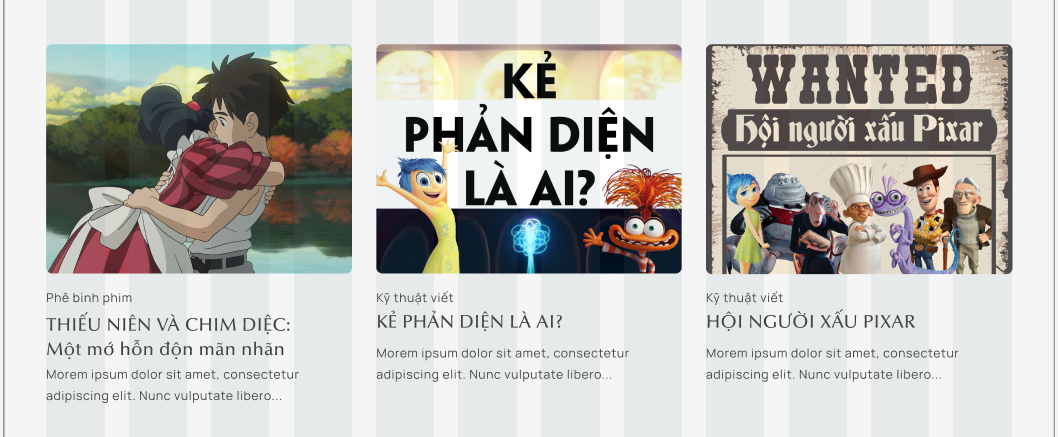 KẺ
PHẢN DIỆN
LÀ AI?
WANTED
Hội người xấu Pixar
Phê bình phim
THIẾU NIÊN VÀ CHIM DIỆC:
Một mớ hỗn độn mãn nhãn
Morem ipsum dolor sit amet, consectetur
adipiscing elit. Nunc vulputate libero...
Kỹ thuật viết
KẺ PHẢN DIỆN LÀ AI?
Morem ipsum dolor sit amet, consectetur
adipiscing elit. Nunc vulputate libero...
Kỹ thuật viết
HỘI NGƯỜI XẤU PIXAR
Morem ipsum dolor sit amet, consectetur
adipiscing elit. Nunc vulputate libero...